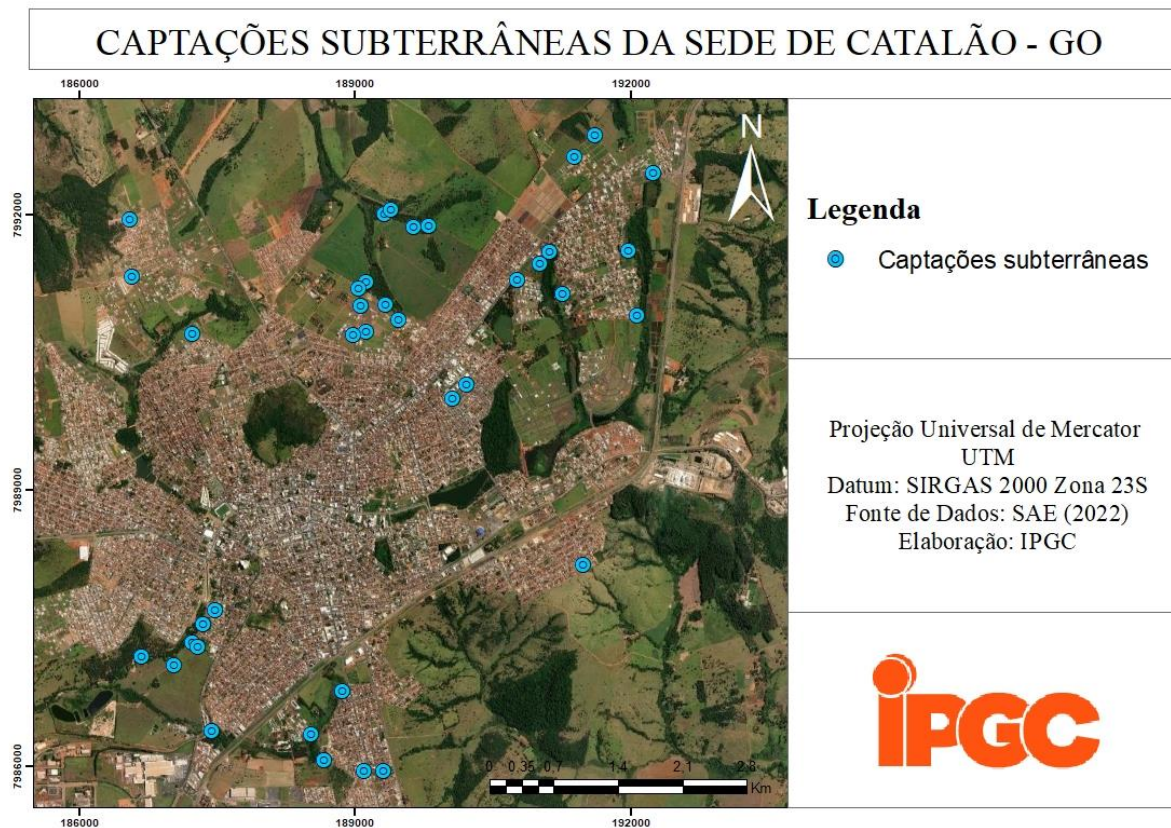 CAPTAÇÕES SUBTERRÂNEAS DA SEDE DE CATALÃO - GO
186000
189000
192000
N
7992000
7989000
7986000
0 0,35 0,7 1,4 2,1 2,8
Km
186000
189000
192000
Legenda
Captações subterrâneas
Projeção Universal de Mercator
UTM
Datum: SIRGAS 2000 Zona 23S
Fonte de Dados: SAE (2022)
Elaboração: IPGC
iPGC